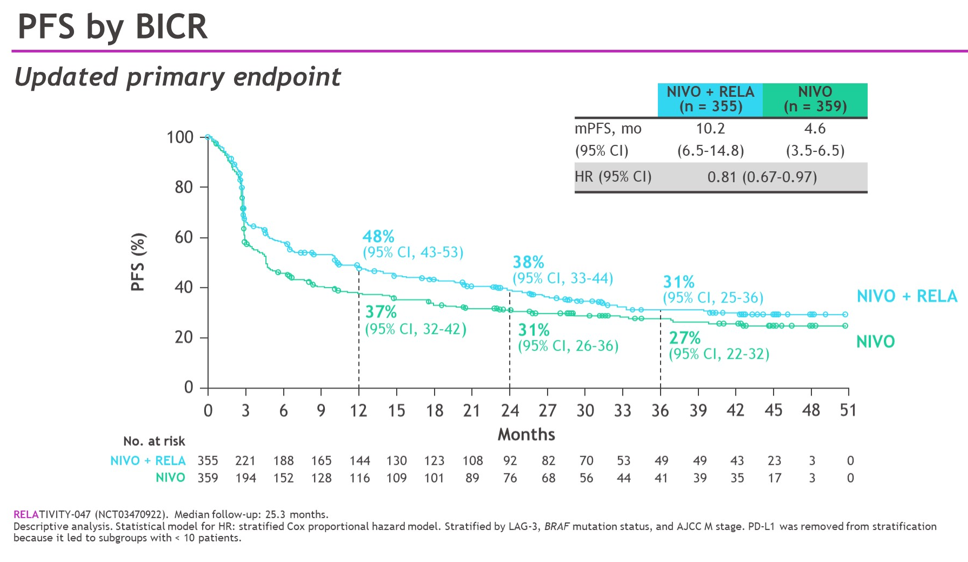 PFS by BICR
Updated primary endpoint
NIVO + RELA NIVO
(n = 355) (n = 359)
mPFS, mo 10.2 4.6
(95% CI) (6.5-14.8) (3.5-6.5)
HR (95% CI) 0.81 (0.67-0.97)
PFS (%)
100
80
60
40
20
0
48%
(95% CI, 43-53)
38%
(95% CI, 33-44)
31%
(95% CI, 25-36)
NIVO + RELA
37%
(95% CI, 32-42)
31%
(95% CI, 26-36)
27%
(95% CI, 22-32)
NIVO
0 3 6 9 12 15 18 21 24 27 30 33 36 39 42 45 48 51
Months
No. at risk
NIVO + RELA 355 221 188 165 144 130 123 108 92 82 70 53 49 49 43 23 3 0
NIVO 359 194 152 128 116 109 101 89 76 68 56 44 41 39 35 17 3 0
RELATIVITY-047 (NCT03470922). Median follow-up: 25.3 months.
Descriptive analysis. Statistical model for HR: stratified Cox proportional hazard model. Stratified by LAG-3, BRAF mutation status, and AJCC M stage. PD-L1 was removed from stratification
because it led to subgroups with < 10 patients.